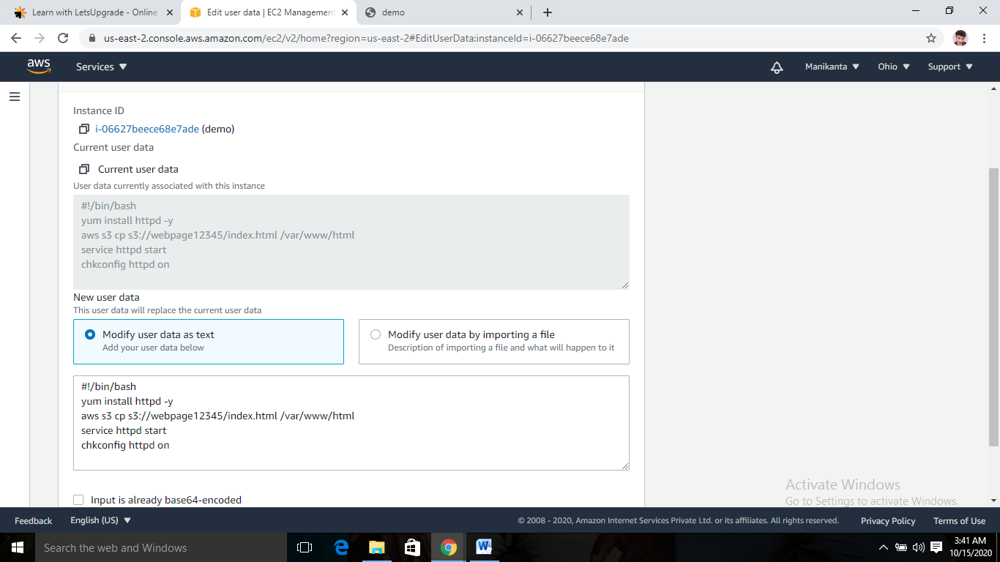 Learn with LetsUpgrade - Online
Edit user data | EC2 Management
demo
us-east-2.console.aws.amazon.com/ec2/v2/home?region=us-east-2#EditUserData:instanceId=i-06627beece68e7ade
aws
Services
Manikanta
Ohio
Support
Instance ID
i-06627beece68e7ade (demo)
Current user data
Current user data
User data currently associated with this instance
#!/bin/bash
yum install httpd -y
aws s3 cp s3://webpage12345/index.html /var/www/html
service httpd start
chkconfig httpd on
New user data
This user data will replace the current user data
Modify user data as text
Add your user data below
Modify user data by importing a file
Description of importing a file and what will happen to it
#!/bin/bash
yum install httpd -y
aws s3 cp s3://webpage12345/index.html /var/www/html
service httpd start
chkconfig httpd on
Input is already base64-encoded
Activate Windows
Go to Settings to activate Windows.
Feedback
English (US)
© 2008 - 2020, Amazon Internet Services Private Ltd. or its affiliates. All rights reserved.
Privacy Policy
Terms of Use
Search the web and Windows
3:41 AM
10/15/2020